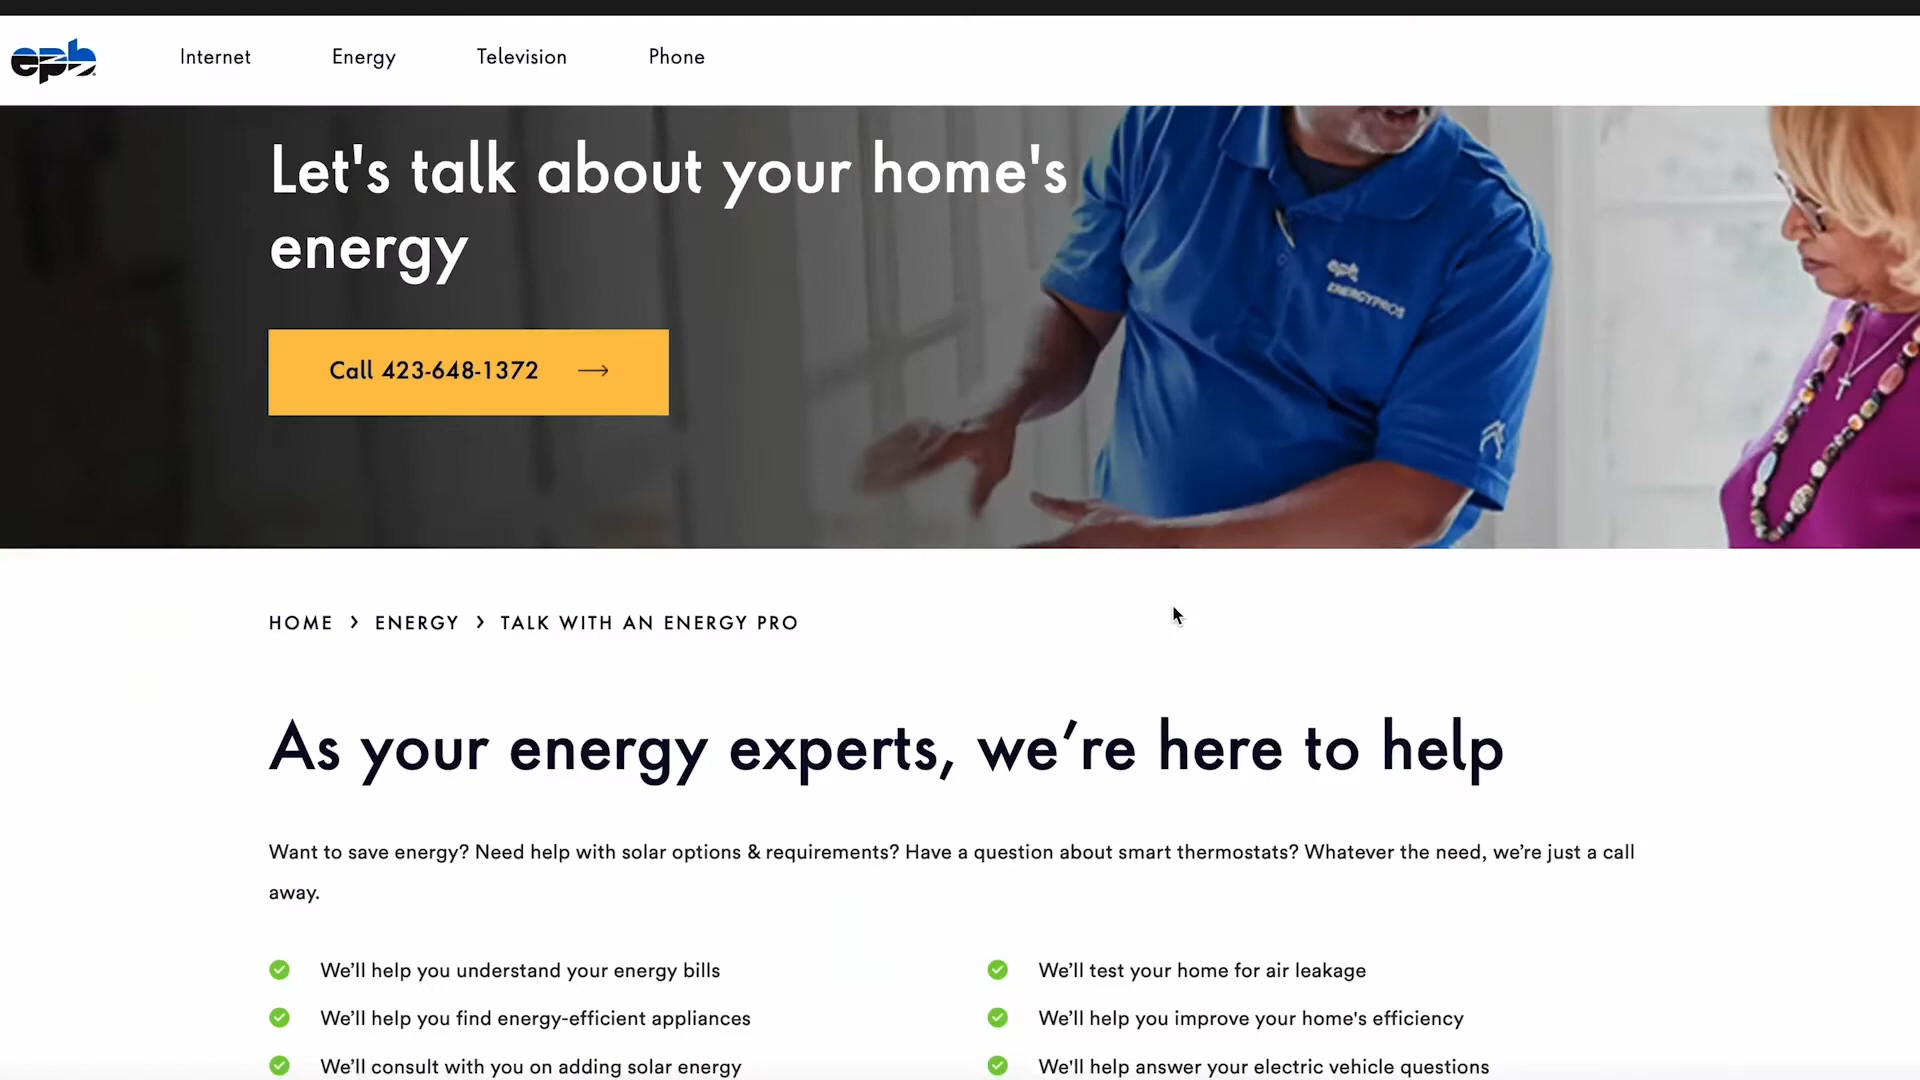 epb
Internet Energy Television Phone
Let's talk about your home's
energy
epb
ENERGYPROS
Call 423-648-1372
HOME > ENERGY > TALK WITH AN ENERGY PRO
As your energy experts, we’re here to help
Want to save energy? Need help with solar options & requirements? Have a question about smart thermostats? Whatever the need, we’re just a call
away.
We’ll help you understand your energy bills
We’ll test your home for air leakage
We’ll help you find energy-efficient appliances
We’ll help you improve your home's efficiency
We’ll consult with you on adding solar energy
We'll help answer your electric vehicle questions